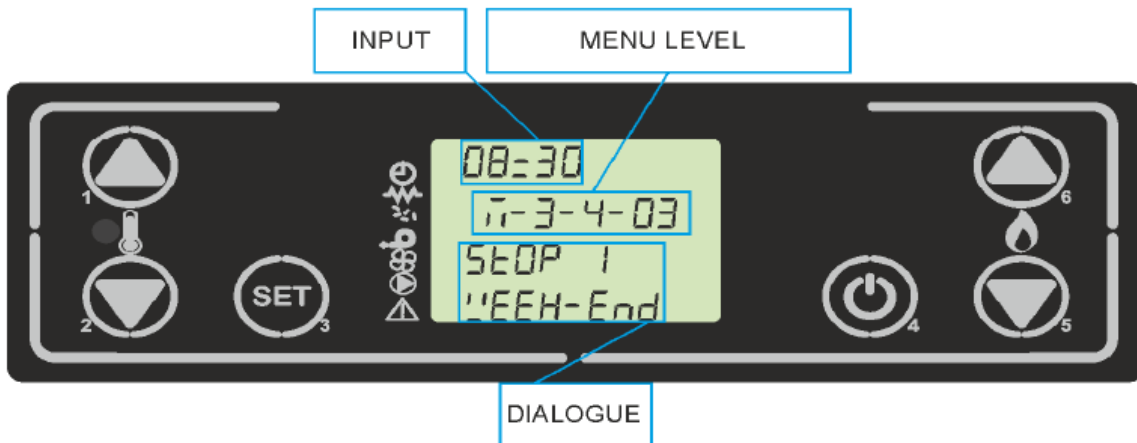 INPUT
MENU LEVEL
08:30
M-3-4-03
1
6
StOP 1
WEEK-End
2
SET
3
4
5
DIALOGUE